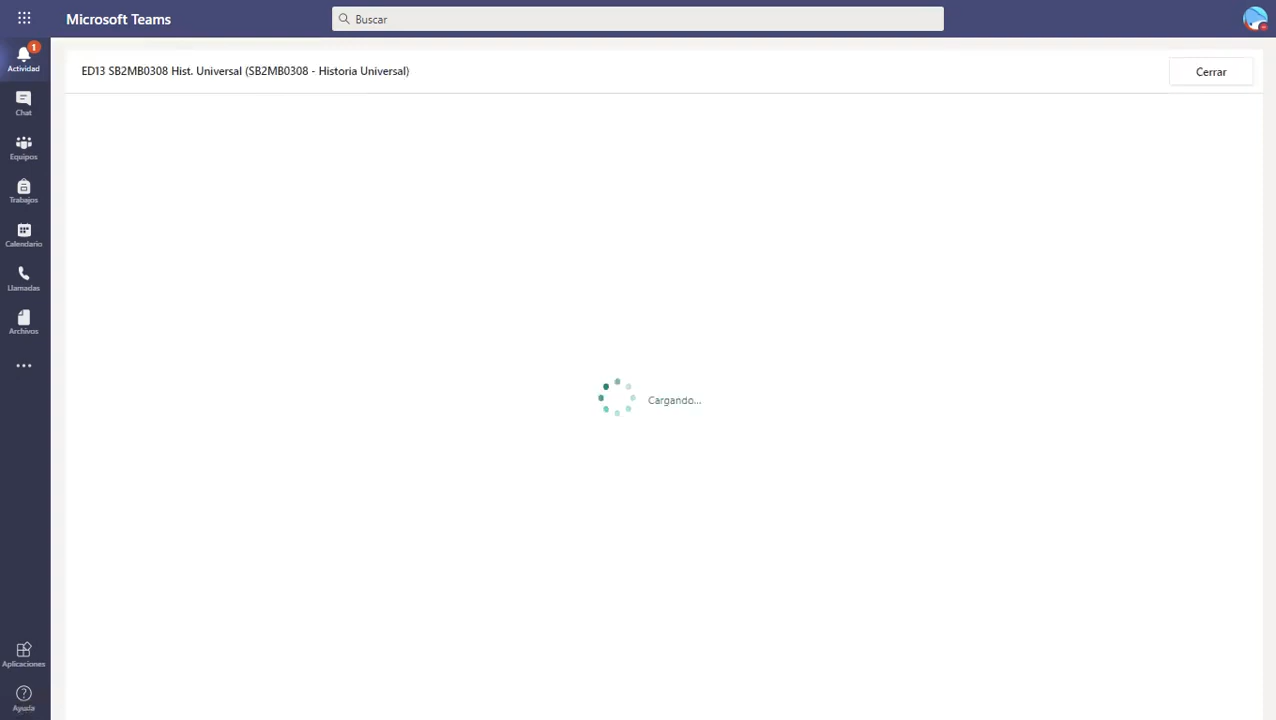 Microsoft Teams
Buscar
1
Actividad
Chat
Equipos
Trabajos
Calendario
Llamadas
Archivos
Aplicaciones
Ayuda
ED13 SB2MB0308 Hist. Universal (SB2MB0308 - Historia Universal)
Cerrar
Cargando...